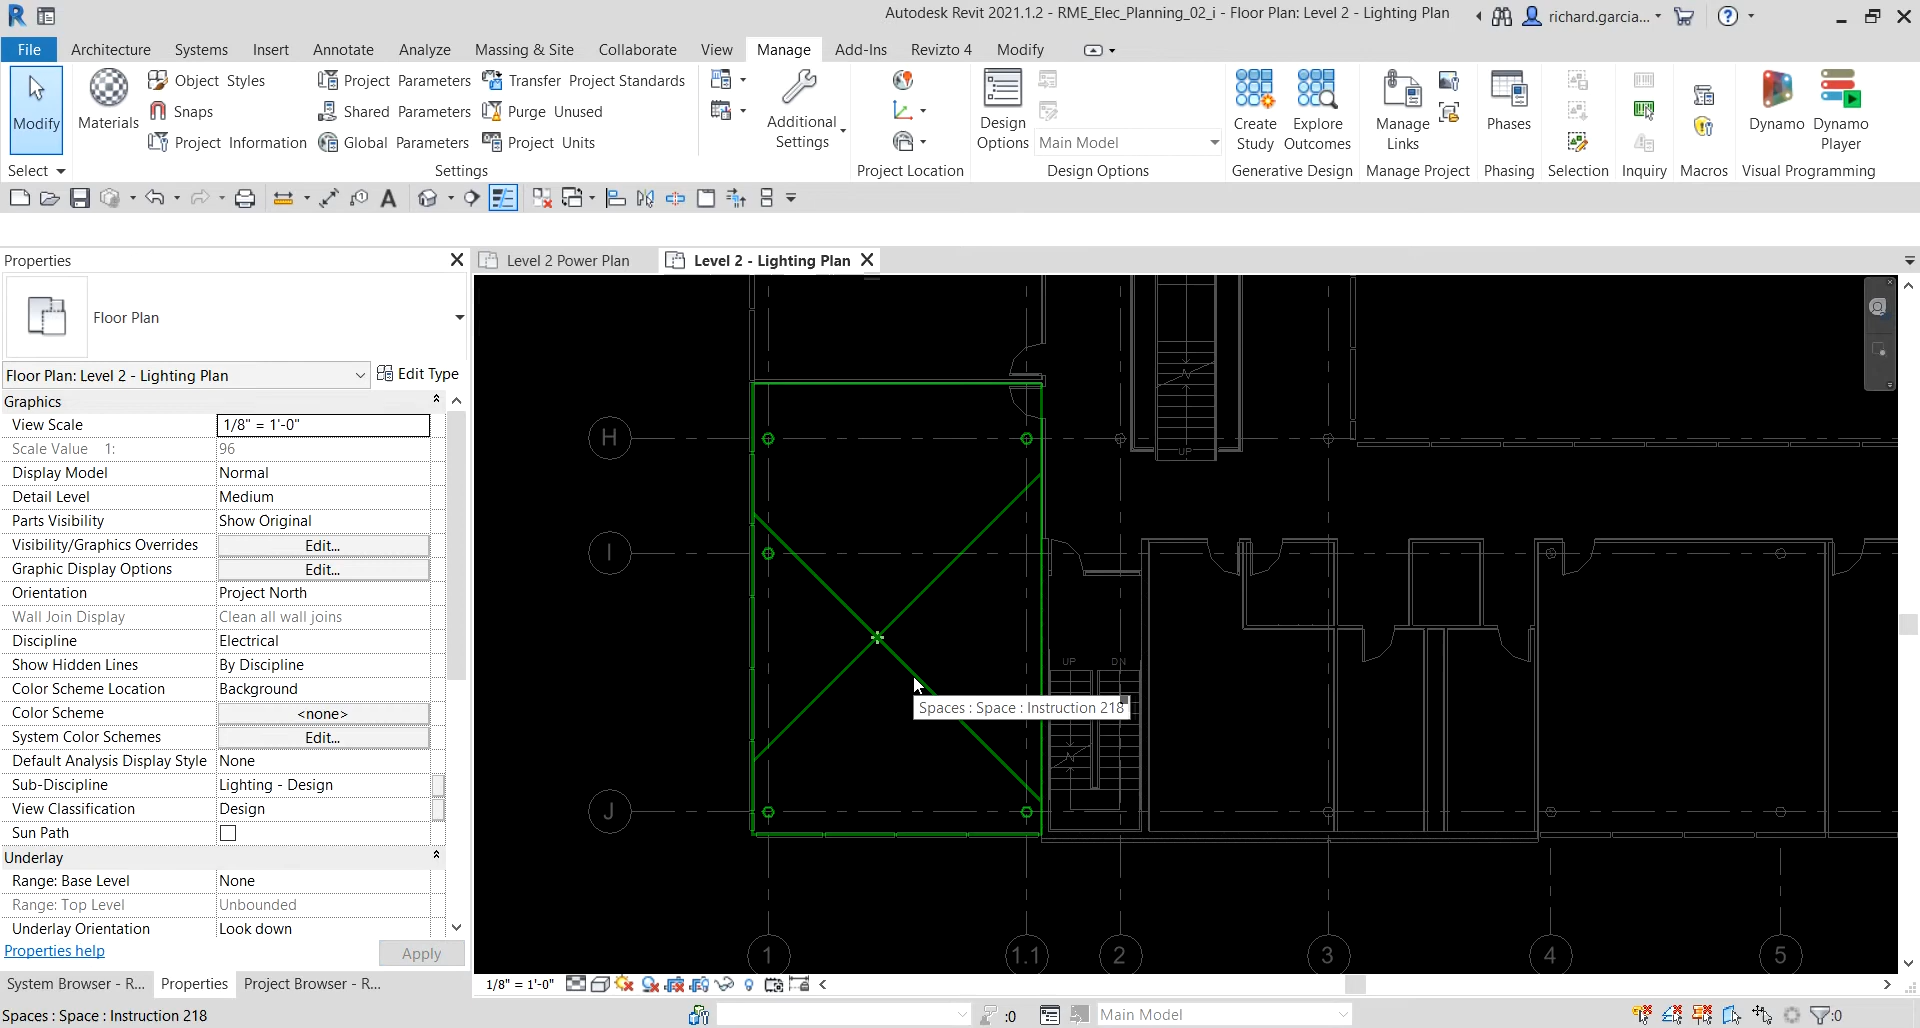 Autodesk Revit 2021.1.2 - RME_Elec_Planning_02_i - Floor Plan: Level 2 - Lighting Plan
richard.garcia...
File Architecture Systems Insert Annotate Analyze Massing & Site Collaborate View Manage Add-Ins Revizto 4 Modify
Modify
Materials
Object Styles
Snaps
Project Information
Project Parameters
Shared Parameters
Global Parameters
Transfer Project Standards
Purge Unused
Project Units
Additional
Settings
Design
Options
Main Model
Create
Study
Explore
Outcomes
Manage
Links
Phases
Dynamo
Dynamo
Player
Select Settings Project Location Design Options Generative Design Manage Project Phasing Selection Inquiry Macros Visual Programming
Properties
Level 2 Power Plan
Level 2 - Lighting Plan
Floor Plan
Floor Plan: Level 2 - Lighting Plan Edit Type
Graphics
View Scale 1/8" = 1'-0"
Scale Value 1: 96
Display Model Normal
Detail Level Medium
Parts Visibility Show Original
Visibility/Graphics Overrides Edit...
Graphic Display Options Edit...
Orientation Project North
Wall Join Display Clean all wall joins
Discipline Electrical
Show Hidden Lines By Discipline
Color Scheme Location Background
Color Scheme <none>
System Color Schemes Edit...
Default Analysis Display Style None
Sub-Discipline Lighting - Design
View Classification Design
Sun Path
Underlay
Range: Base Level None
Range: Top Level Unbounded
Underlay Orientation Look down
Properties help Apply
System Browser - R... Properties Project Browser - R...
H
I
J
UP
UP DN
Spaces : Space : Instruction 218
1 1.1 2 3 4 5
1/8" = 1'-0"
Spaces : Space : Instruction 218
:0
Main Model
:0